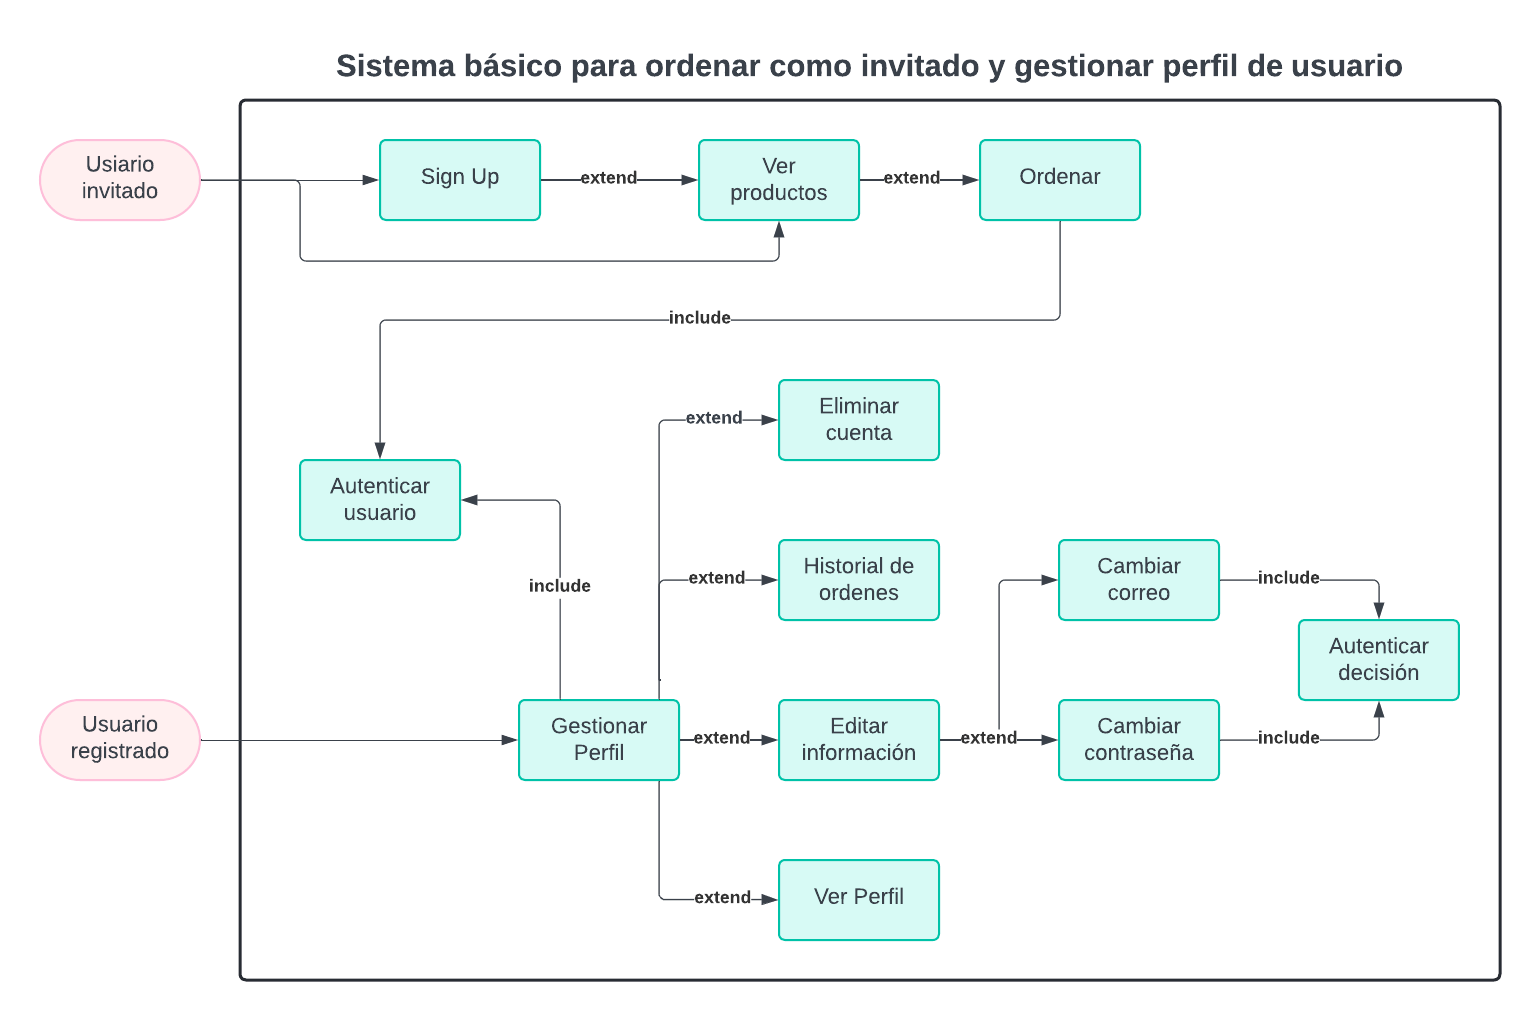 Sistema básico para ordenar como invitado y gestionar perfil de usuario
Usiario
invitado
Sign Up
extend
Ver
productos
extend
Ordenar
include
Eliminar
cuenta
extend
Autenticar
usuario
include
extend
Historial de
ordenes
Cambiar
correo
include
Autenticar
decisión
Usuario
registrado
Gestionar
Perfil
extend
Editar
información
extend
Cambiar
contraseña
include
extend
Ver Perfil